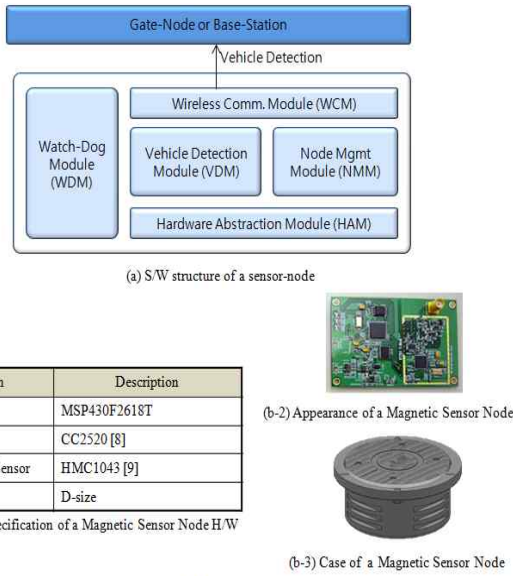 Gate-Node or Base-Station
Vehicle Detection
Wireless Comm. Module (WCM)
Watch-Dog
Module
(WDM)
Vehicle Detection
Module (VDM)
Node Mgmt
Module (NMM)
Hardware Abstraction Module (HAM)
(a) S/W structure of a sensor-node
Description
MSP430F2618T
CC2520 [8]
HMC1043 [9]
D-size
of a Magnetic Sensor Node H/W
(b-2) Appearance of a Magnetic Sensor Node
(b-3) Case of a Magnetic Sensor Node